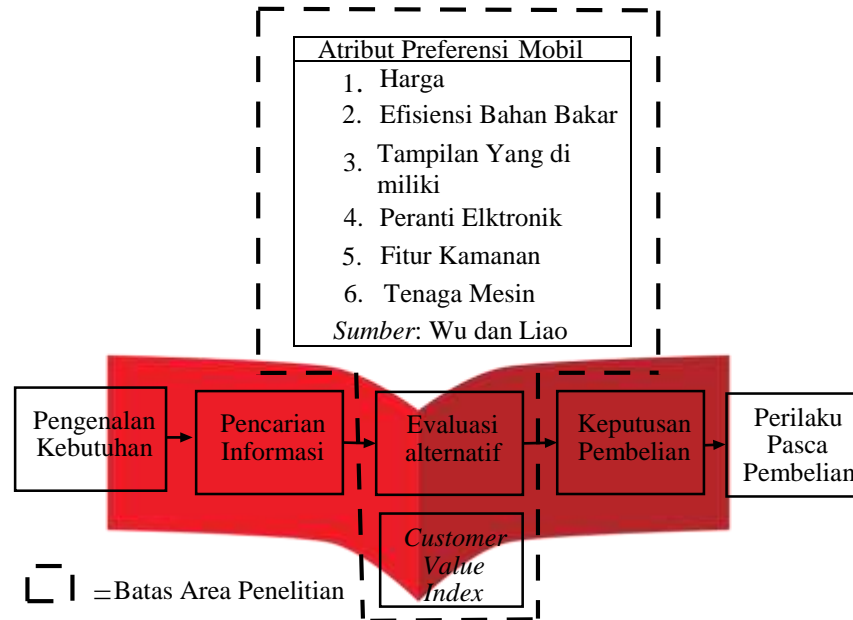 Atribut Preferensi Mobil
1. Harga
2. Efisiensi Bahan Bakar
3. Tampilan Yang di
miliki
4. Peranti Elktronik
5. Fitur Kamanan
6. Tenaga Mesin
Sumber: Wu dan Liao
Pengenalan
Kebutuhan
Pencarian
Informasi
Evaluasi
alternatif
Keputusan
Pembelian
Perilaku
Pasca
Pembelian
Customer
Value
Index
=Batas Area Penelitian